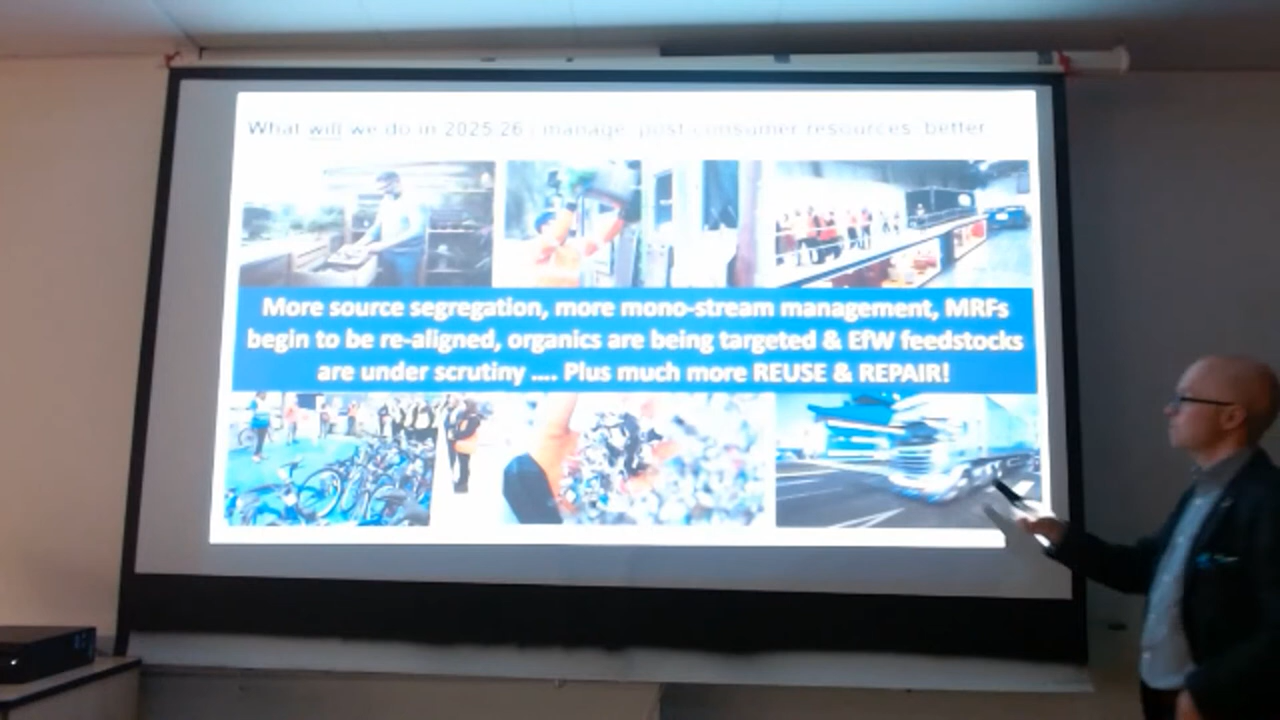 What will we do in 2025-26 : manage 'post-consumer resources' better
More source segregation, more mono-stream management, MRFs
begin to be re-aligned, organics are being targeted & EfW feedstocks
are under scrutiny .... Plus much more REUSE & REPAIR!